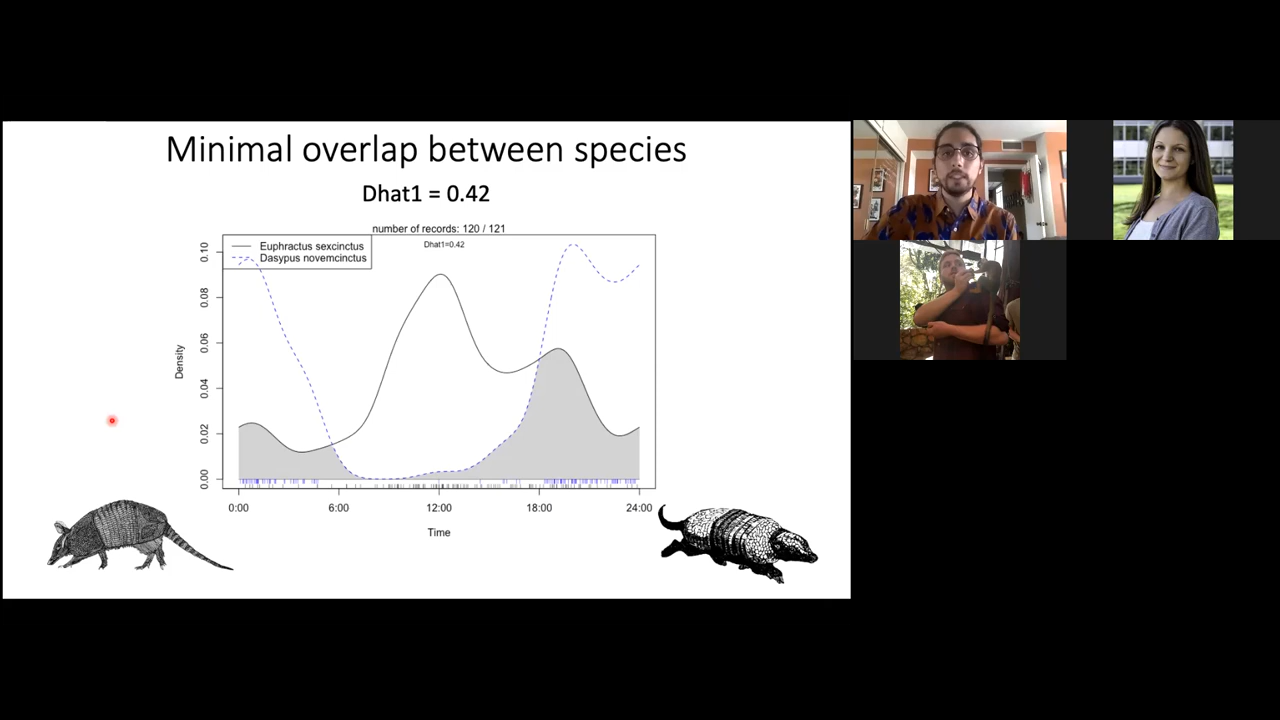 Minimal overlap between species
Dhat1 = 0.42
number of records: 120 / 121
Euphractus sexcinctus
Dasypus novemcinctus
Dhat1=0.42
Density
0.10
0.08
0.06
0.04
0.02
0.00
0:00
6:00
12:00
18:00
24:00
Time